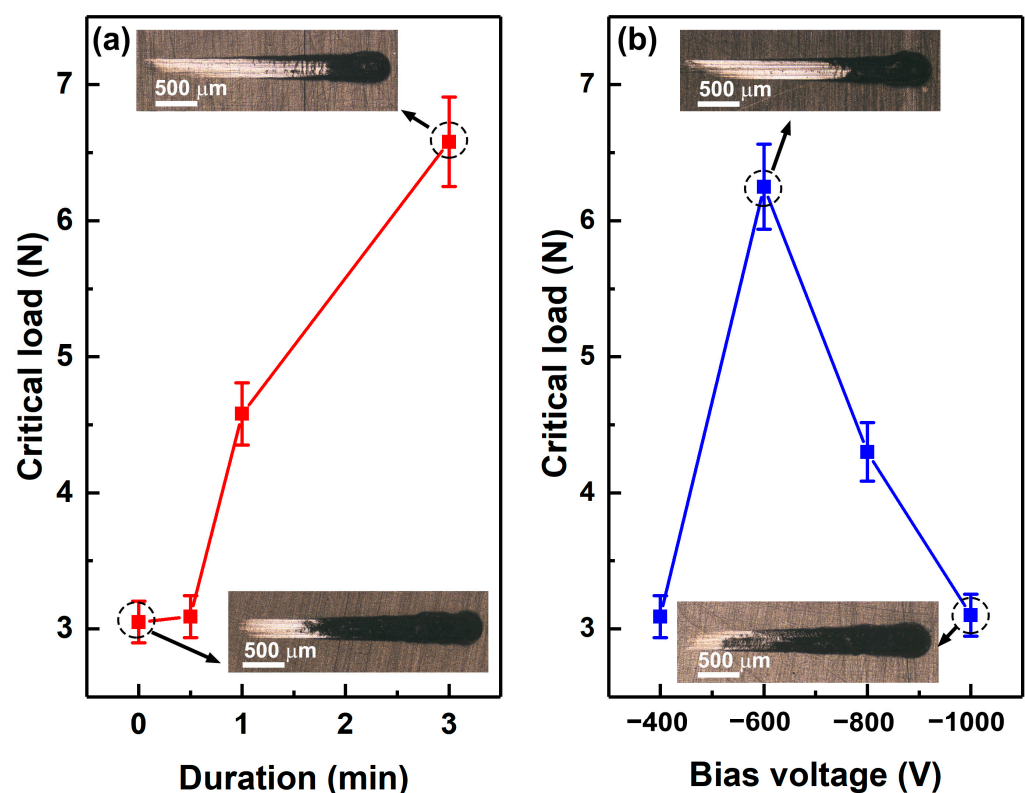 (a)
500 μm
7
6
5
4
3
Critical load (N)
500 μm
0
1
2
3
Duration (min)
(b)
500 μm
7
6
5
4
3
Critical load (N)
500 μm
−400
−600
−800
−1000
Bias voltage (V)